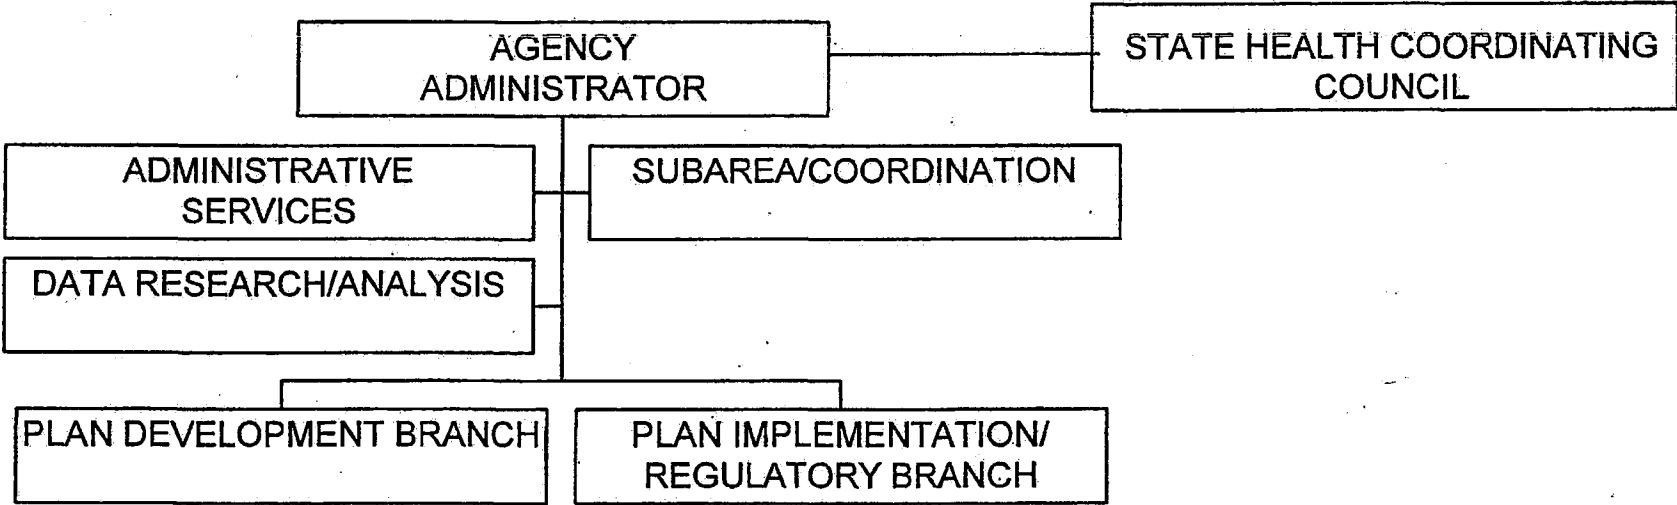 AGENCY
ADMINISTRATOR
STATE HEALTH COORDINATING
COUNCIL
ADMINISTRATIVE
SERVICES
SUBAREA/COORDINATION
DATA RESEARCH/ANALYSIS
PLAN DEVELOPMENT BRANCH
PLAN IMPLEMENTATION/
REGULATORY BRANCH